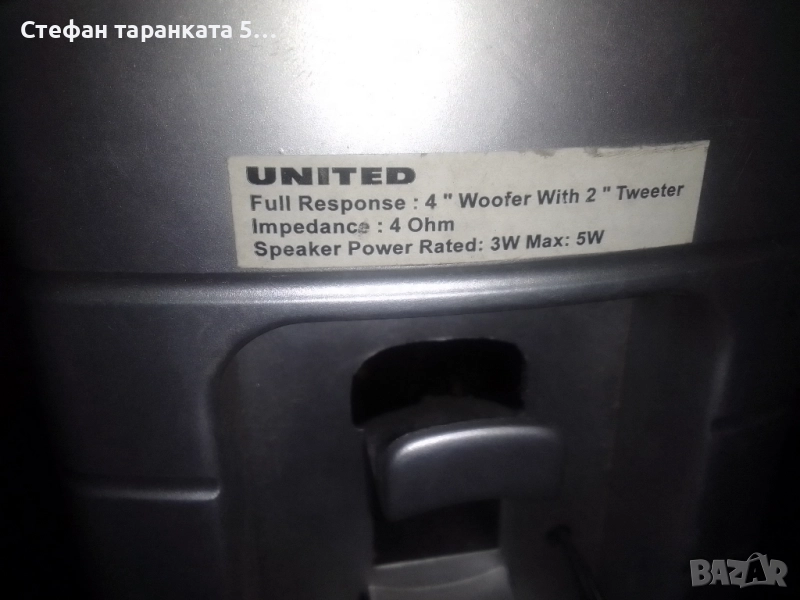 Стефан таранката 5...
UNITED
Full Response : 4 " Woofer With 2 " Tweeter
Impedance : 4 Ohm
Speaker Power Rated: 3W Max: 5W
BAZAR